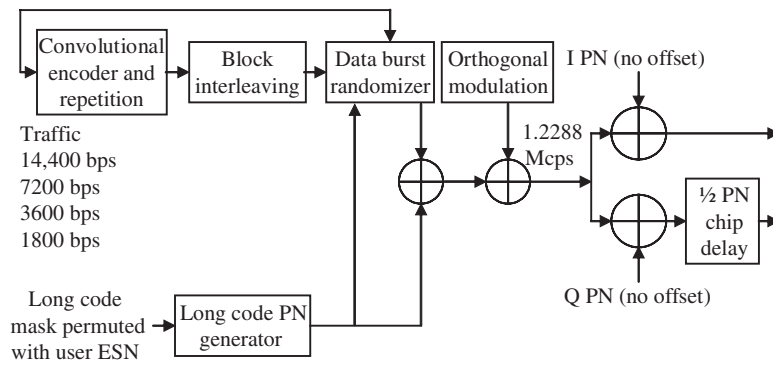 Convolutional
encoder and
repetition
Block
interleaving
Data burst
randomizer
Orthogonal
modulation
I PN (no offset)
Traffic
14,400 bps
7200 bps
3600 bps
1800 bps
1.2288
Mcps
½ PN
chip
delay
Q PN (no offset)
Long code
mask permuted
with user ESN
Long code PN
generator